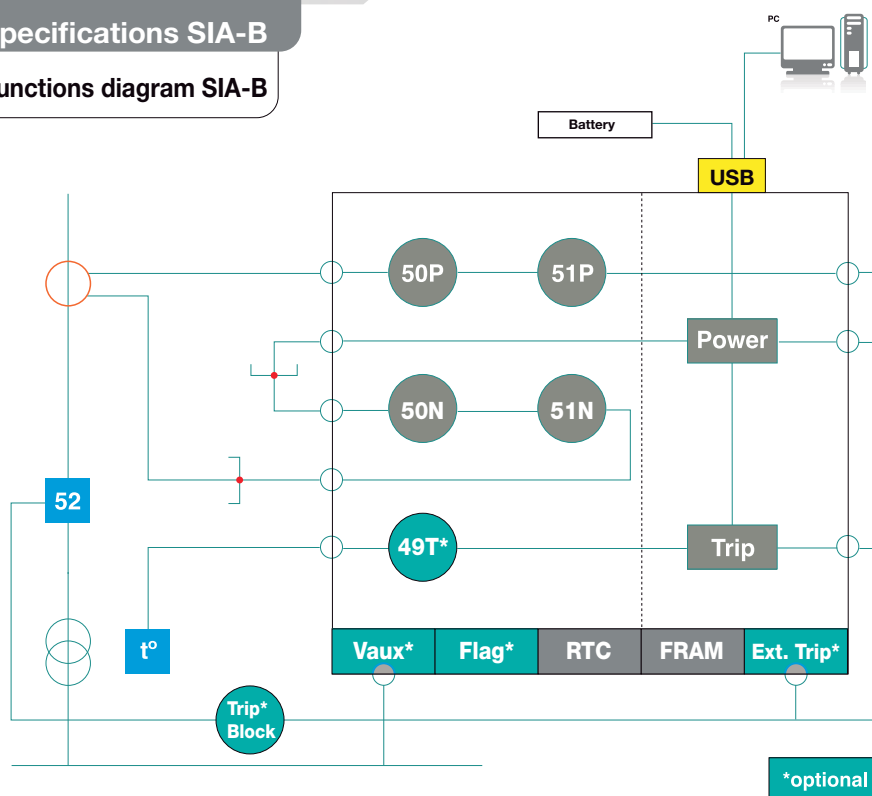 pecifications SIA-B
unctions diagram SIA-B
PC
Battery
USB
50P
51P
Power
50N
51N
52
49T*
Trip
t°
Vaux*
Flag*
RTC
FRAM
Ext. Trip*
Trip*
Block
*optional